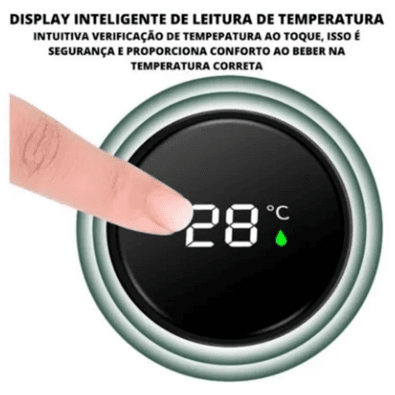 DISPLAY INTELIGENTE DE LEITURA DE TEMPERATURA
INTUITIVA VERIFICAÇÃO DE TEMPEPATURA AO TOQUE, ISSO É
SEGURANÇA E PROPORCIONA CONFORTO AO BEBER NA
TEMPERATURA CORRETA
28 °C